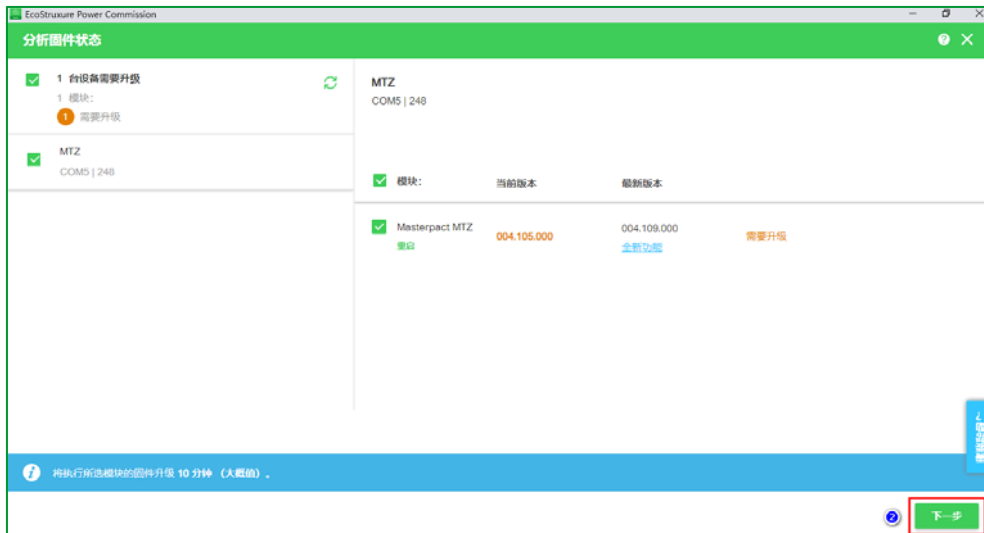 EcoStruxure Power Commission
分析固件状态
1 台设备需要升级
1 模块:
1 需要升级
MTZ
COM5 | 248
MTZ
COM5 | 248
模块:
当前版本
最新版本
Masterpact MTZ
重启
004.105.000
004.109.000
全新功能
需要升级
将执行所选模块的固件升级 10 分钟 （大概值）.
2
下一步